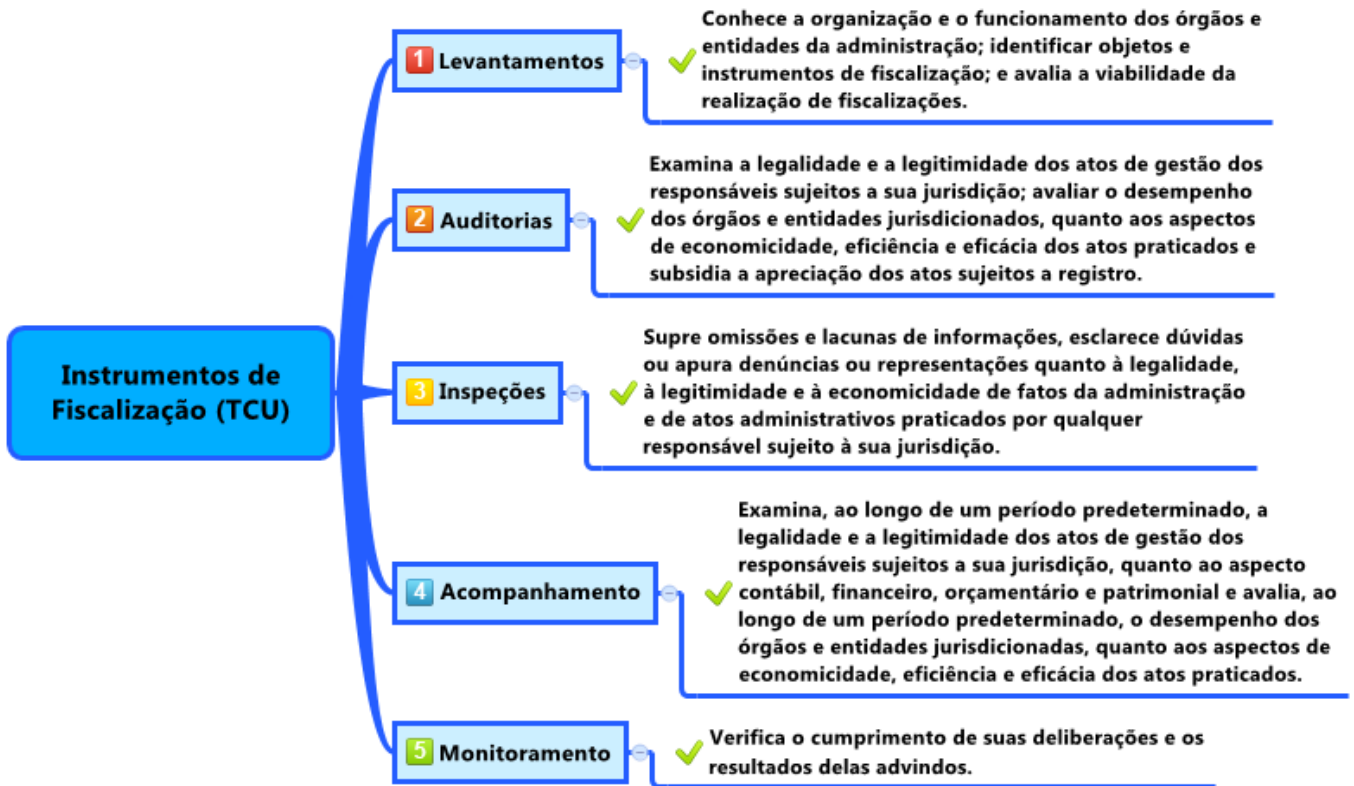 Instrumentos de
Fiscalização (TCU)
1 Levantamentos
Conhece a organização e o funcionamento dos órgãos e
entidades da administração; identificar objetos e
instrumentos de fiscalização; e avalia a viabilidade da
realização de fiscalizações.
2 Auditorias
Examina a legalidade e a legitimidade dos atos de gestão dos
responsáveis sujeitos a sua jurisdição; avaliar o desempenho
dos órgãos e entidades jurisdicionados, quanto aos aspectos
de economicidade, eficiência e eficácia dos atos praticados e
subsidia a apreciação dos atos sujeitos a registro.
3 Inspeções
Supre omissões e lacunas de informações, esclarece dúvidas
ou apura denúncias ou representações quanto à legalidade,
à legitimidade e à economicidade de fatos da administração
e de atos administrativos praticados por qualquer
responsável sujeito à sua jurisdição.
4 Acompanhamento
Examina, ao longo de um período predeterminado, a
legalidade e a legitimidade dos atos de gestão dos
responsáveis sujeitos a sua jurisdição, quanto ao aspecto
contábil, financeiro, orçamentário e patrimonial e avalia, ao
longo de um período predeterminado, o desempenho dos
órgãos e entidades jurisdicionadas, quanto aos aspectos de
economicidade, eficiência e eficácia dos atos praticados.
5 Monitoramento
Verifica o cumprimento de suas deliberações e os
resultados delas advindos.